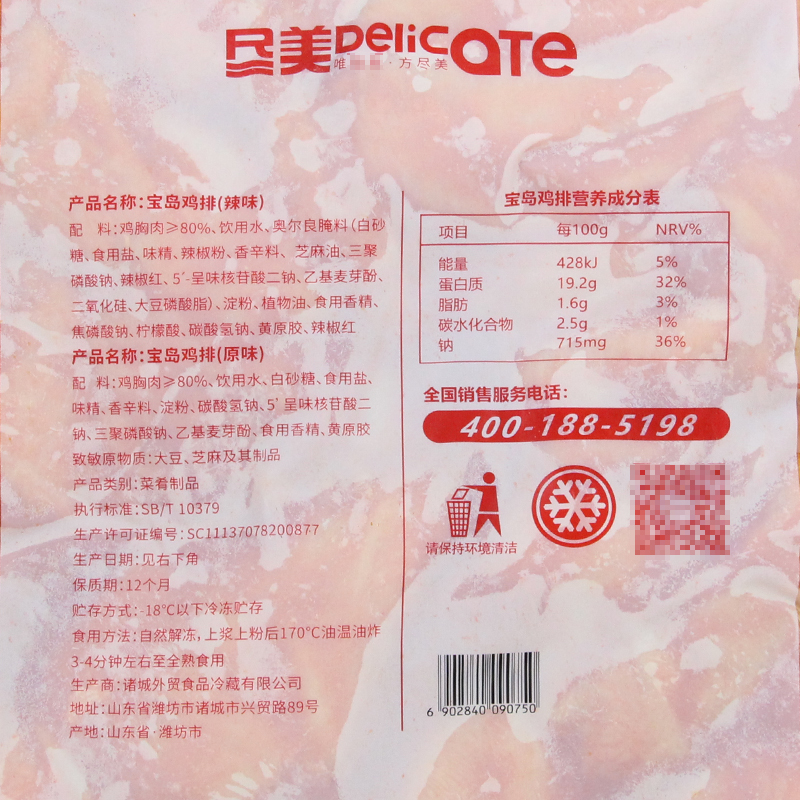 尽美Delicate
唯 · 方尽美
产品名称：宝岛鸡排(辣味)
配 料：鸡胸肉≥80%、饮用水、奥尔良腌料（白砂
糖、食用盐、味精、辣椒粉、香辛料、芝麻油、三聚
磷酸钠、辣椒红、5′-呈味核苷酸二钠、乙基麦芽酚、
二氧化硅、大豆磷酸脂）、淀粉、植物油、食用香精、
焦磷酸钠、柠檬酸、碳酸氢钠、黄原胶、辣椒红
产品名称：宝岛鸡排(原味)
配 料：鸡胸肉≥80%、饮用水、白砂糖、食用盐、
味精、香辛料、淀粉、碳酸氢钠、5′呈味核苷酸二
钠、三聚磷酸钠、乙基麦芽酚、食用香精、黄原胶
致敏原物质：大豆、芝麻及其制品
产品类别：菜肴制品
执行标准：SB/T 10379
生产许可证编号：SC11137078200877
生产日期：见右下角
保质期：12个月
贮存方式：-18℃以下冷冻贮存
食用方法：自然解冻，上浆上粉后170℃油温油炸
3-4分钟左右至全熟食用
生产商：诸城外贸食品冷藏有限公司
地址：山东省潍坊市诸城市兴贸路89号
产地：山东省·潍坊市
宝岛鸡排营养成分表
项目 每100g NRV%
能量 428kJ 5%
蛋白质 19.2g 32%
脂肪 1.6g 3%
碳水化合物 2.5g 1%
钠 715mg 36%
全国销售服务电话：
400-188-5198
请保持环境清洁
6 902840 090750